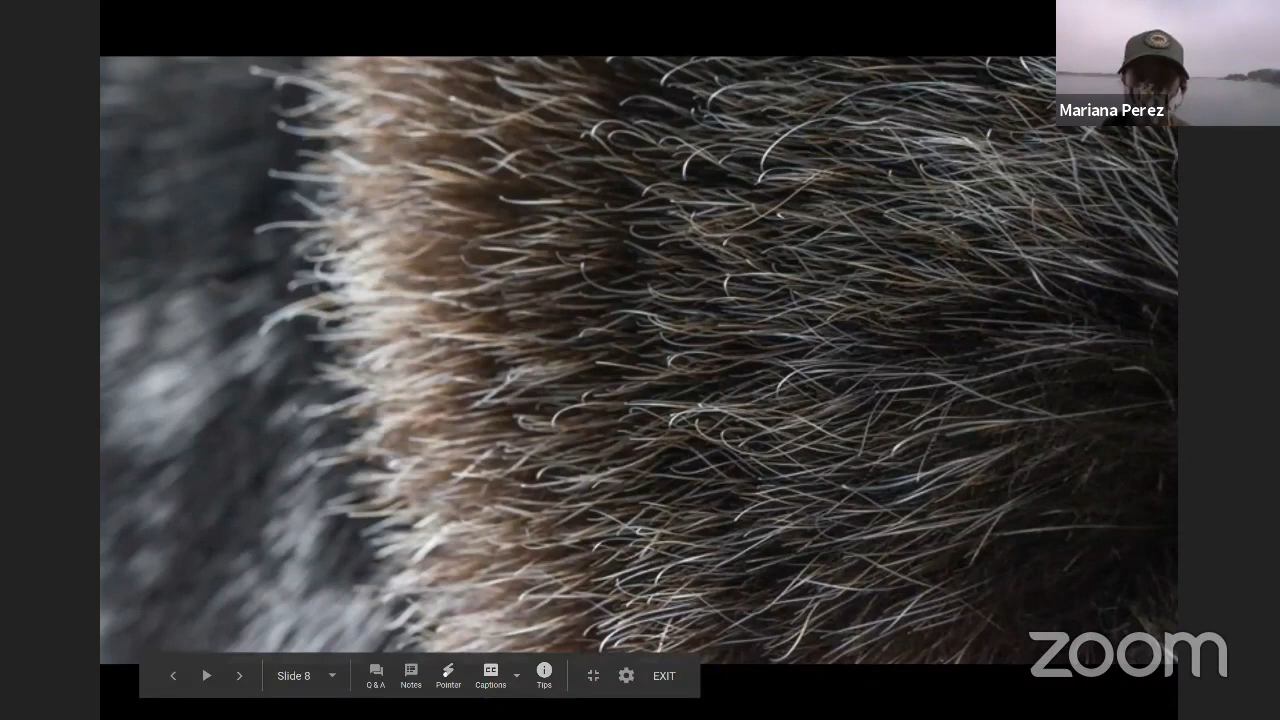 Mariana Perez
Slide 8
Q & A
Notes
Pointer
Captions
Tips
EXIT
zoom